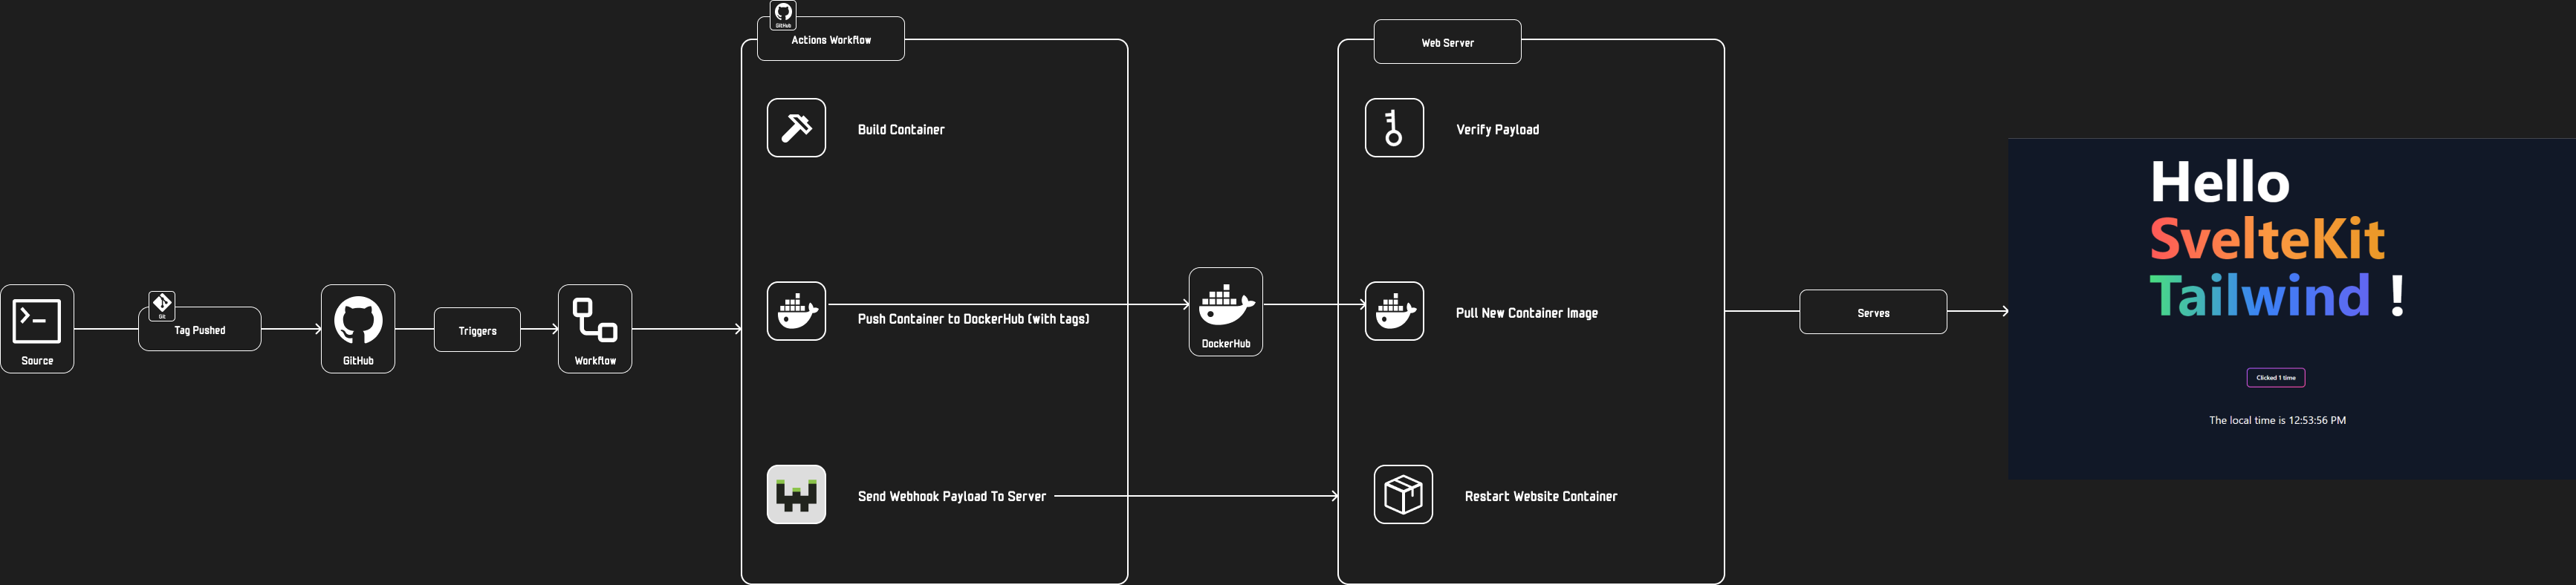 Source
Git
Tag Pushed
GitHub
Triggers
Workflow
GitHub
Actions Workflow
Build Container
Push Container to DockerHub (with tags)
Send Webhook Payload To Server
DockerHub
Web Server
Verify Payload
Pull New Container Image
Restart Website Container
Serves
Hello
SvelteKit
Tailwind !
Clicked 1 time
The local time is 12:53:56 PM